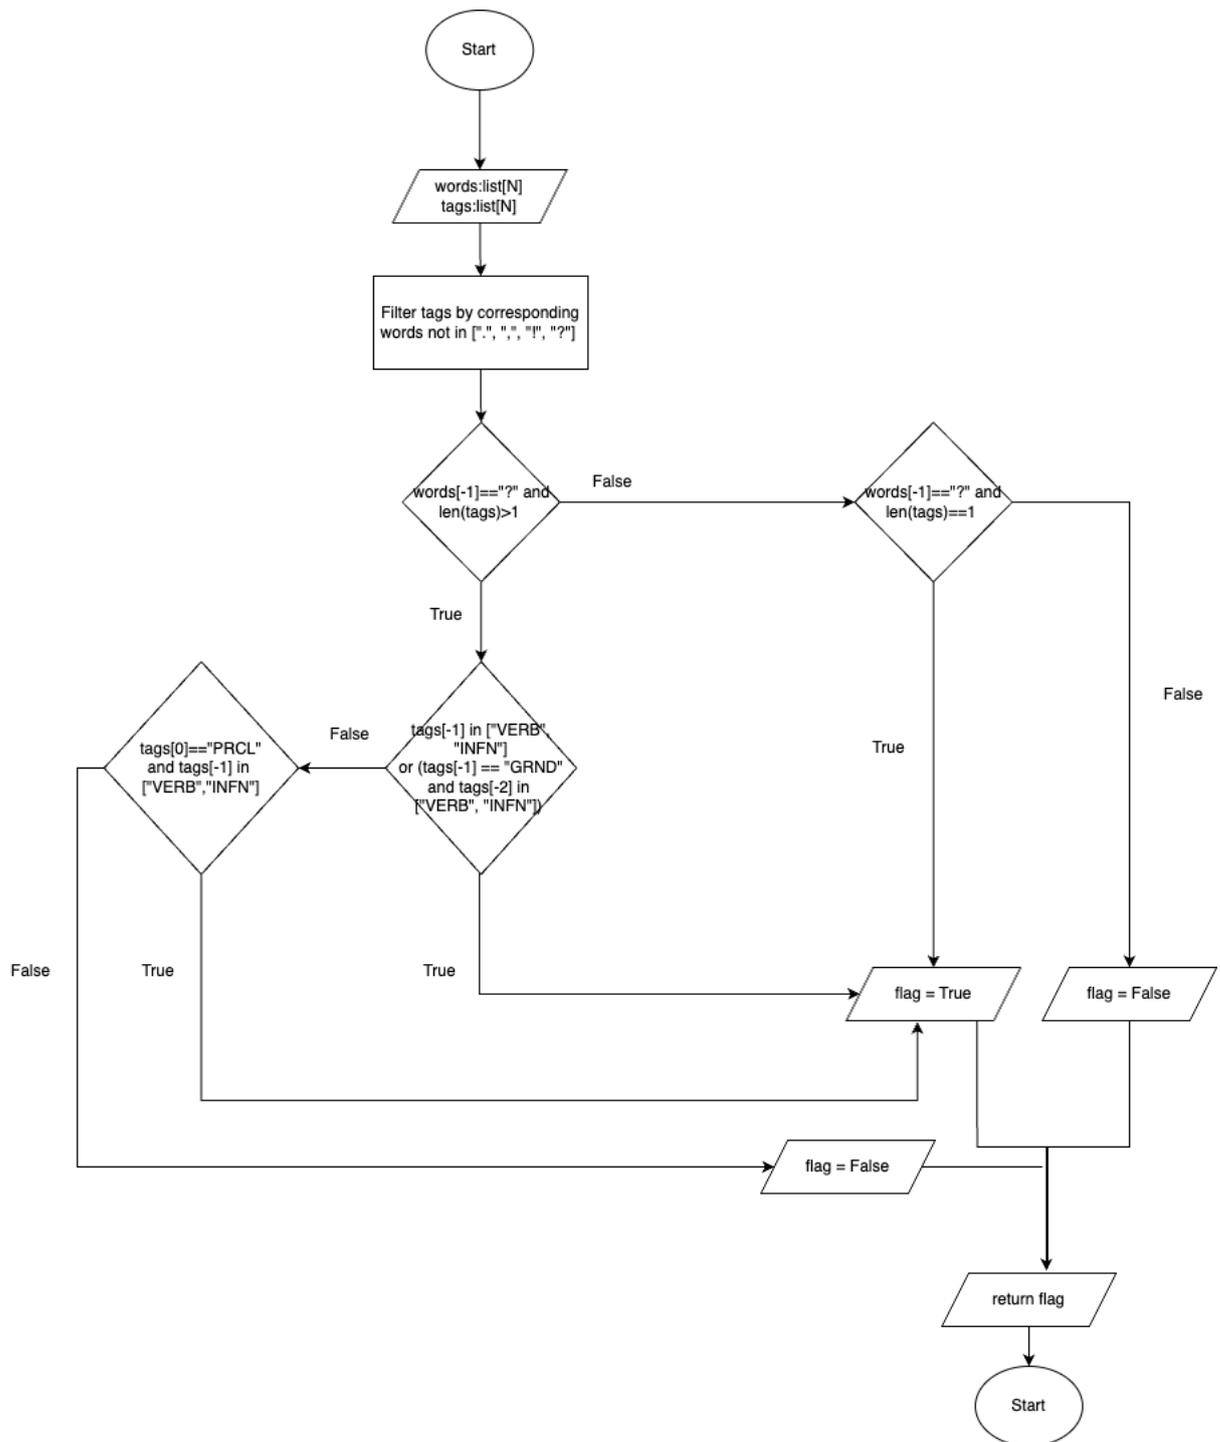 Start
words:list[N]
tags:list[N]
Filter tags by corresponding
words not in [".", ",", "!", "?"]
words[-1]=="?" and
len(tags)>1
False
words[-1]=="?" and
len(tags)==1
True
False
tags[-1] in ["VERB",
"INFN"]
or (tags[-1] == "GRND"
and tags[-2] in
["VERB", "INFN"])
False
tags[0]=="PRCL"
and tags[-1] in
["VERB","INFN"]
True
False
True
True
flag = True
flag = False
flag = False
return flag
Start